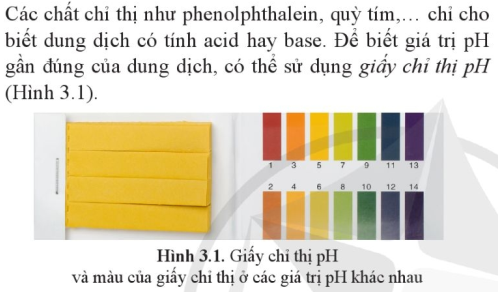 Các chất chỉ thị như phenolphthalein, quỳ tím,… chỉ cho
biết dung dịch có tính acid hay base. Để biết giá trị pH
gần đúng của dung dịch, có thể sử dụng giấy chỉ thị pH
(Hình 3.1).
1 3 5 7 9 11 13
2 4 6 8 10 12 14
Hình 3.1. Giấy chỉ thị pH
và màu của giấy chỉ thị ở các giá trị pH khác nhau